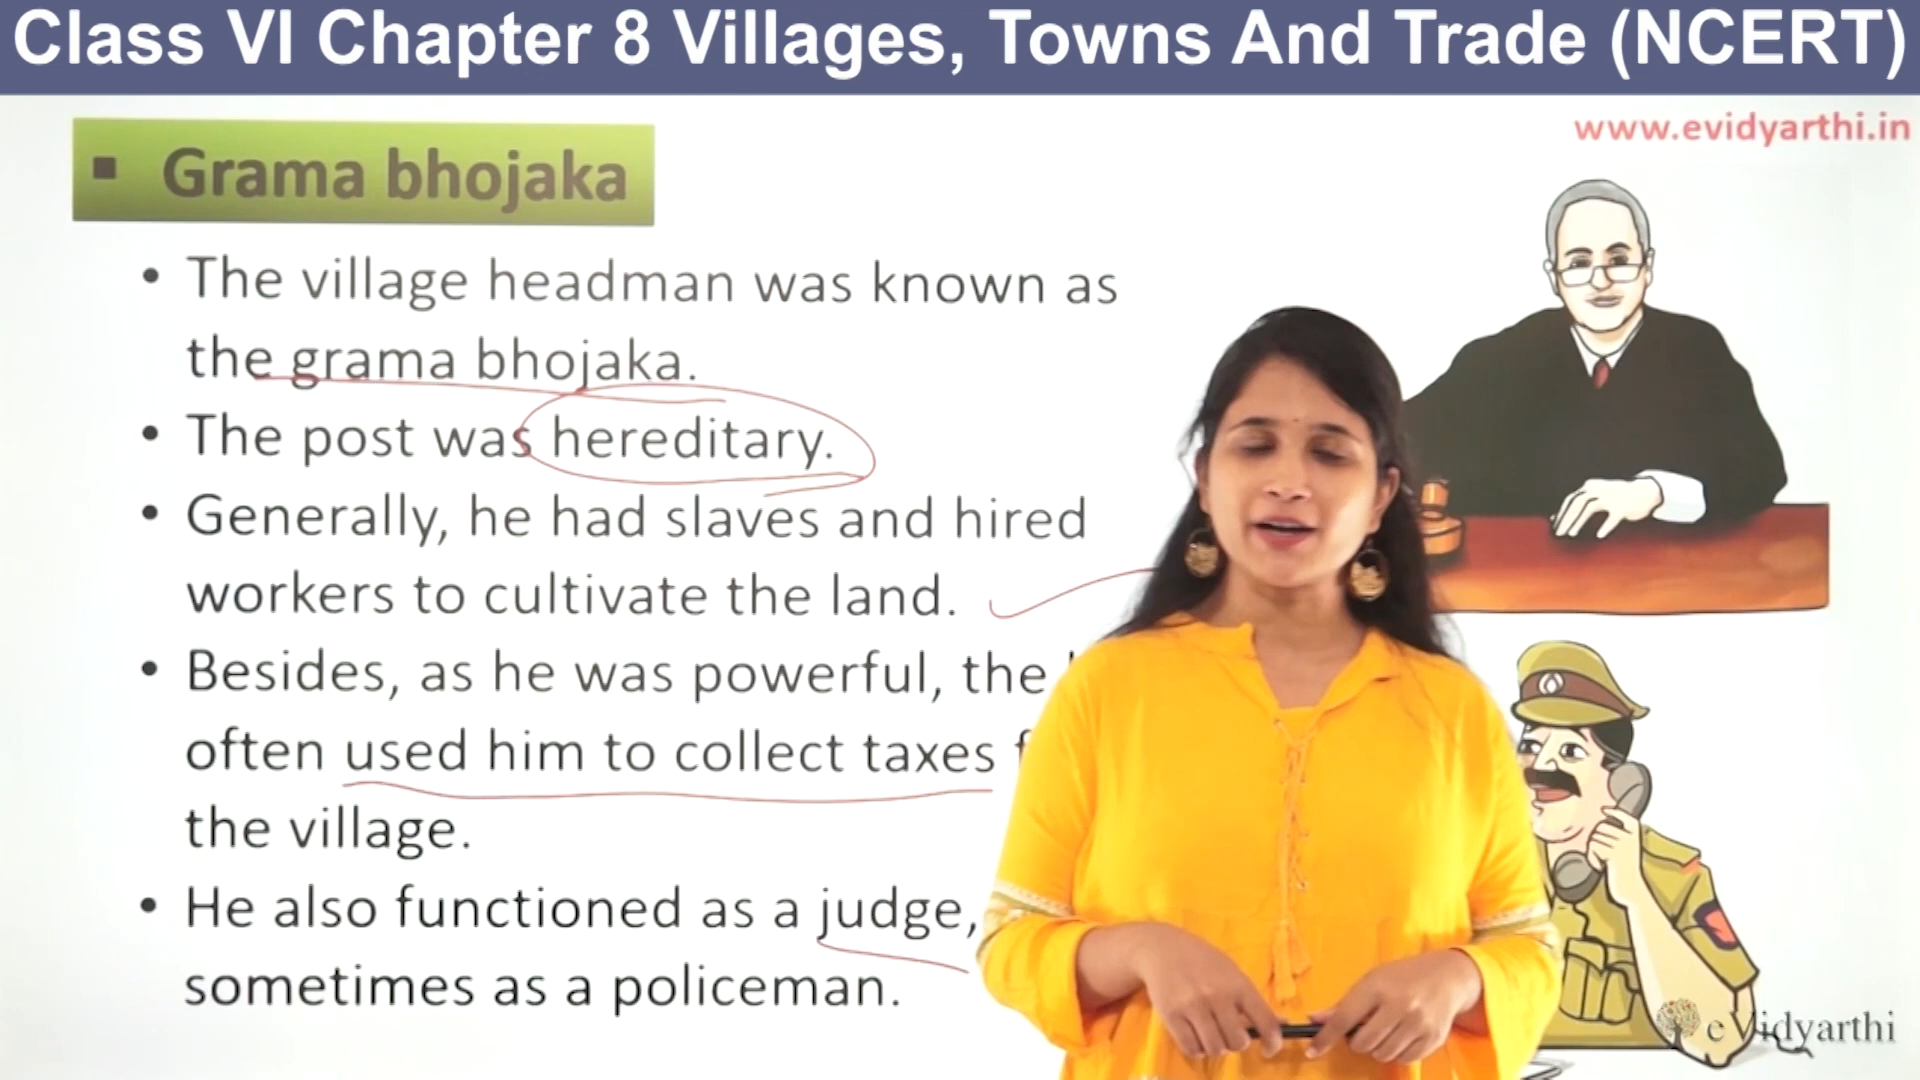 Class VI Chapter 8 Villages, Towns And Trade (NCERT)
www.evidyarthi.in
▪ Grama bhojaka
• The village headman was known as
the grama bhojaka.
• The post was hereditary.
• Generally, he had slaves and hired
workers to cultivate the land.
• Besides, as he was powerful, the
often used him to collect taxes
the village.
• He also functioned as a judge,
sometimes as a policeman.
eVidyarthi